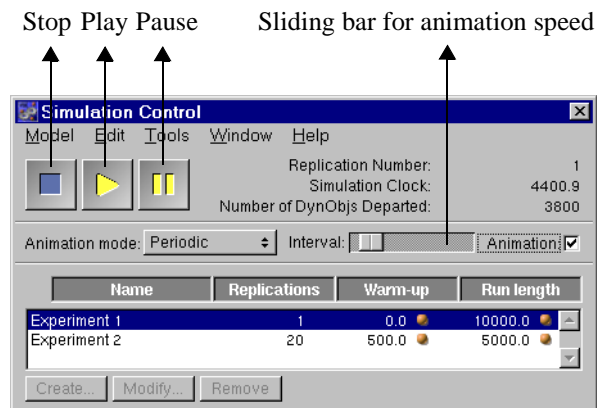 Stop Play Pause Sliding bar for animation speed
Simulation Control
Model Edit Tools Window Help
Replication Number: 1
Simulation Clock: 4400.9
Number of DynObjs Departed: 3800
Animation mode: Periodic Interval: Animation:
Name Replications Warm-up Run length
Experiment 1 1 0.0 10000.0
Experiment 2 20 500.0 5000.0
Create... Modify... Remove